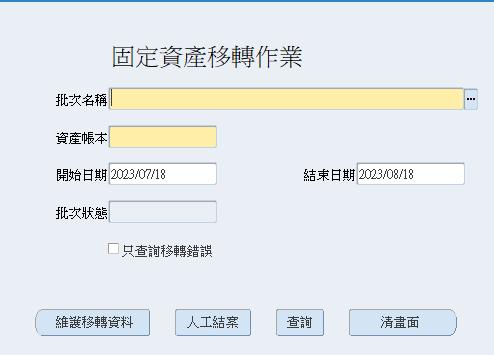 固定資產移轉作業
批次名稱 ...
資產帳本
開始日期 2023/07/18 結束日期 2023/08/18
批次狀態
只查詢移轉錯誤
維護移轉資料 人工結案 查詢 清畫面